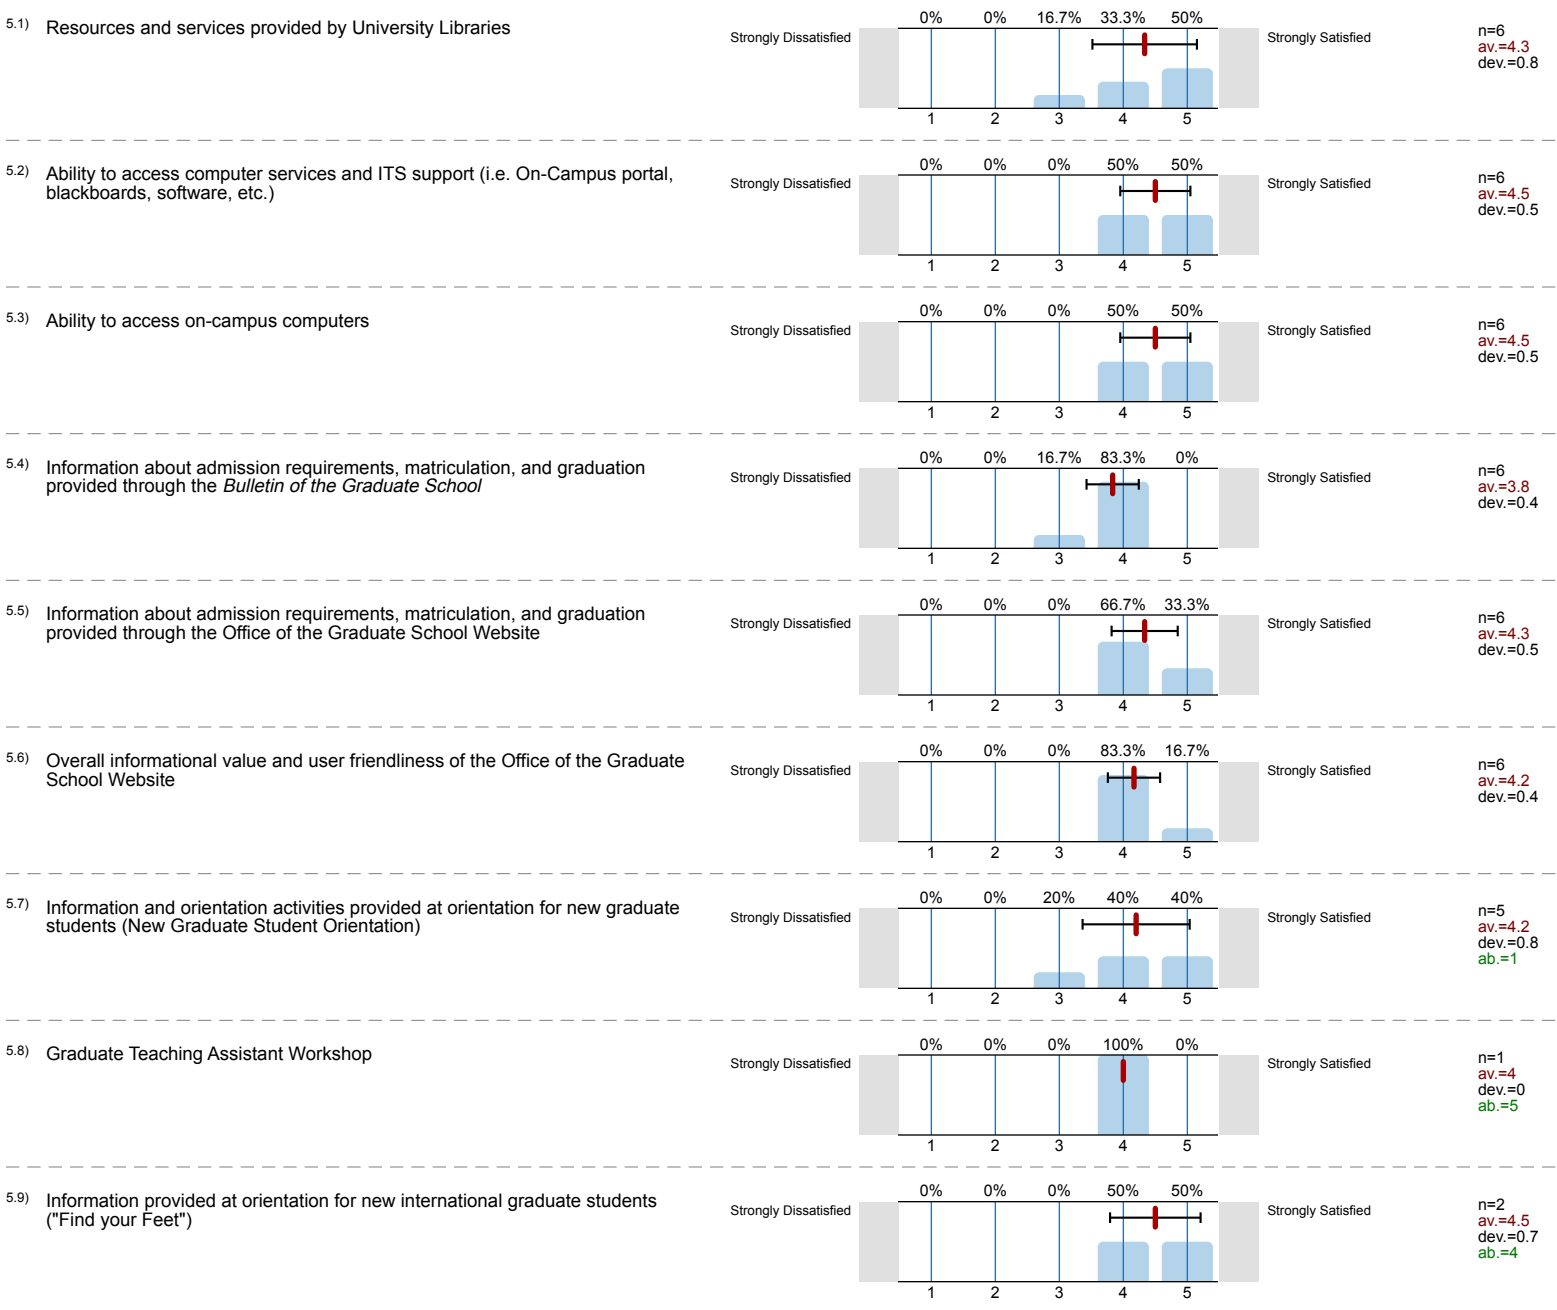 5.1) Resources and services provided by University Libraries
Strongly Dissatisfied
0% 0% 16.7% 33.3% 50%
1 2 3 4 5
Strongly Satisfied
n=6
av.=4.3
dev.=0.8
5.2) Ability to access computer services and ITS support (i.e. On-Campus portal,
blackboards, software, etc.)
Strongly Dissatisfied
0% 0% 0% 50% 50%
1 2 3 4 5
Strongly Satisfied
n=6
av.=4.5
dev.=0.5
5.3) Ability to access on-campus computers
Strongly Dissatisfied
0% 0% 0% 50% 50%
1 2 3 4 5
Strongly Satisfied
n=6
av.=4.5
dev.=0.5
5.4) Information about admission requirements, matriculation, and graduation
provided through the Bulletin of the Graduate School
Strongly Dissatisfied
0% 0% 16.7% 83.3% 0%
1 2 3 4 5
Strongly Satisfied
n=6
av.=3.8
dev.=0.4
5.5) Information about admission requirements, matriculation, and graduation
provided through the Office of the Graduate School Website
Strongly Dissatisfied
0% 0% 0% 66.7% 33.3%
1 2 3 4 5
Strongly Satisfied
n=6
av.=4.3
dev.=0.5
5.6) Overall informational value and user friendliness of the Office of the Graduate
School Website
Strongly Dissatisfied
0% 0% 0% 83.3% 16.7%
1 2 3 4 5
Strongly Satisfied
n=6
av.=4.2
dev.=0.4
5.7) Information and orientation activities provided at orientation for new graduate
students (New Graduate Student Orientation)
Strongly Dissatisfied
0% 0% 20% 40% 40%
1 2 3 4 5
Strongly Satisfied
n=5
av.=4.2
dev.=0.8
ab.=1
5.8) Graduate Teaching Assistant Workshop
Strongly Dissatisfied
0% 0% 0% 100% 0%
1 2 3 4 5
Strongly Satisfied
n=1
av.=4
dev.=0
ab.=5
5.9) Information provided at orientation for new international graduate students
("Find your Feet")
Strongly Dissatisfied
0% 0% 0% 50% 50%
1 2 3 4 5
Strongly Satisfied
n=2
av.=4.5
dev.=0.7
ab.=4